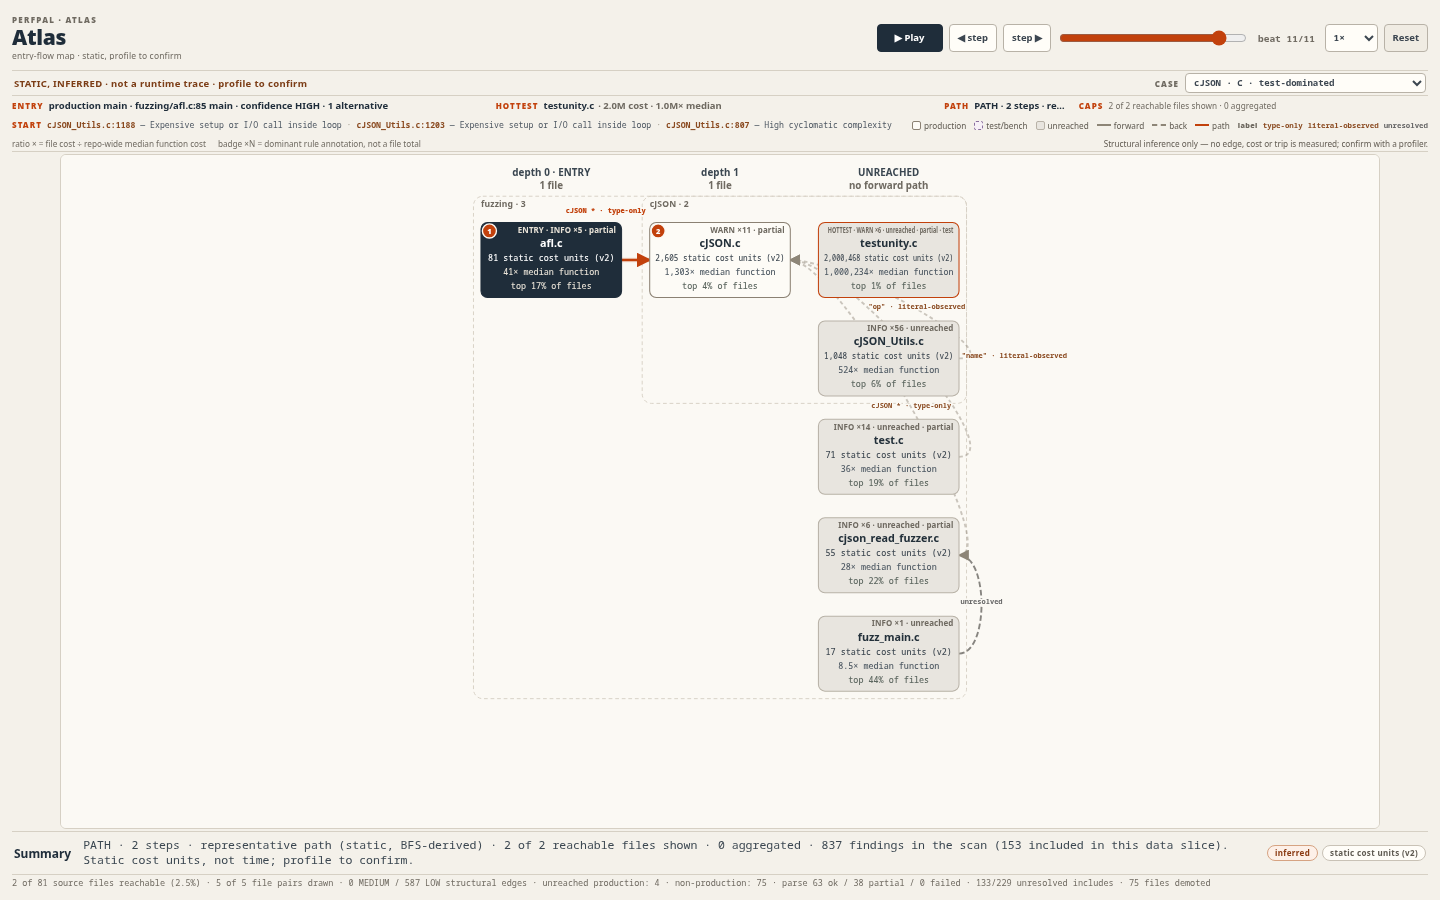 PERFPAL · ATLAS
Atlas
entry-flow map · static, profile to confirm
▶ Play
◀ step
step ▶
beat 11/11
1×
Reset
STATIC, INFERRED · not a runtime trace · profile to confirm
CASE
cJSON · C · test-dominated
ENTRY production main · fuzzing/afl.c:85 main · confidence HIGH · 1 alternative
HOTTEST testunity.c · 2.0M cost · 1.0M× median
PATH PATH · 2 steps · re...
CAPS 2 of 2 reachable files shown · 0 aggregated
START cJSON_Utils.c:1188 — Expensive setup or I/O call inside loop · cJSON_Utils.c:1203 — Expensive setup or I/O call inside loop · cJSON_Utils.c:807 — High cyclomatic complexity
production test/bench unreached forward back path label type-only literal-observed unresolved
ratio × = file cost ÷ repo-wide median function cost badge ×N = dominant rule annotation, not a file total
Structural inference only — no edge, cost or trip is measured; confirm with a profiler.
depth 0 · ENTRY
1 file
depth 1
1 file
UNREACHED
no forward path
fuzzing · 3
cJSON * · type-only
cJSON · 2
1
ENTRY · INFO ×5 · partial
afl.c
81 static cost units (v2)
41× median function
top 17% of files
2
WARN ×11 · partial
cJSON.c
2,605 static cost units (v2)
1,303× median function
top 4% of files
HOTTEST · WARN ×6 · unreached · partial · test
testunity.c
2,000,468 static cost units (v2)
1,000,234× median function
top 1% of files
"op" · literal-observed
INFO ×56 · unreached
cJSON_Utils.c
1,048 static cost units (v2)
524× median function
top 6% of files
"name" · literal-observed
cJSON * · type-only
INFO ×14 · unreached · partial
test.c
71 static cost units (v2)
36× median function
top 19% of files
INFO ×6 · unreached · partial
cjson_read_fuzzer.c
55 static cost units (v2)
28× median function
top 22% of files
unresolved
INFO ×1 · unreached
fuzz_main.c
17 static cost units (v2)
8.5× median function
top 44% of files
Summary
PATH · 2 steps · representative path (static, BFS-derived) · 2 of 2 reachable files shown · 0 aggregated · 837 findings in the scan (153 included in this data slice).
Static cost units, not time; profile to confirm.
inferred
static cost units (v2)
2 of 81 source files reachable (2.5%) · 5 of 5 file pairs drawn · 0 MEDIUM / 587 LOW structural edges · unreached production: 4 · non-production: 75 · parse 63 ok / 38 partial / 0 failed · 133/229 unresolved includes · 75 files demoted